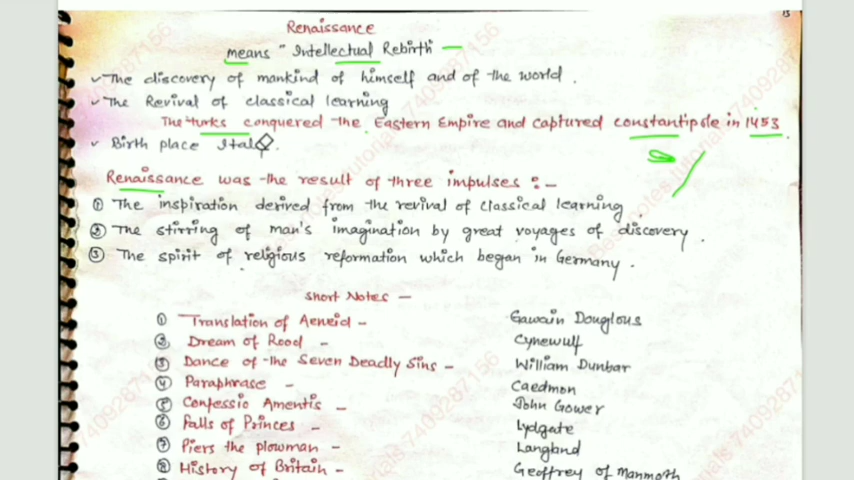 Renaissance
means " Intellectual Rebirth
✓ The discovery of mankind of himself and of the world.
✓ The Revival of classical learning
The turks conquered the Eastern Empire and captured constantipole in 1453
✓ Birth place Italy.
Renaissance was the result of three impulses :-
① The inspiration derived from the revival of classical learning
② The stirring of man's imagination by great voyages of discovery.
③ The spirit of religious reformation which began in Germany.
Short Notes -
① Translation of Aeneid - Gawain Douglous
② Dream of Rood - Cynewulf
③ Dance of the Seven Deadly Sins - William Dunbar
④ Paraphrase - Caedmon
⑤ Confessio Amentis - John Gower
⑥ Falls of Princes - Lydgate
⑦ Piers the plowman - Langland
⑧ History of Britain - Geoffrey of Manmoth